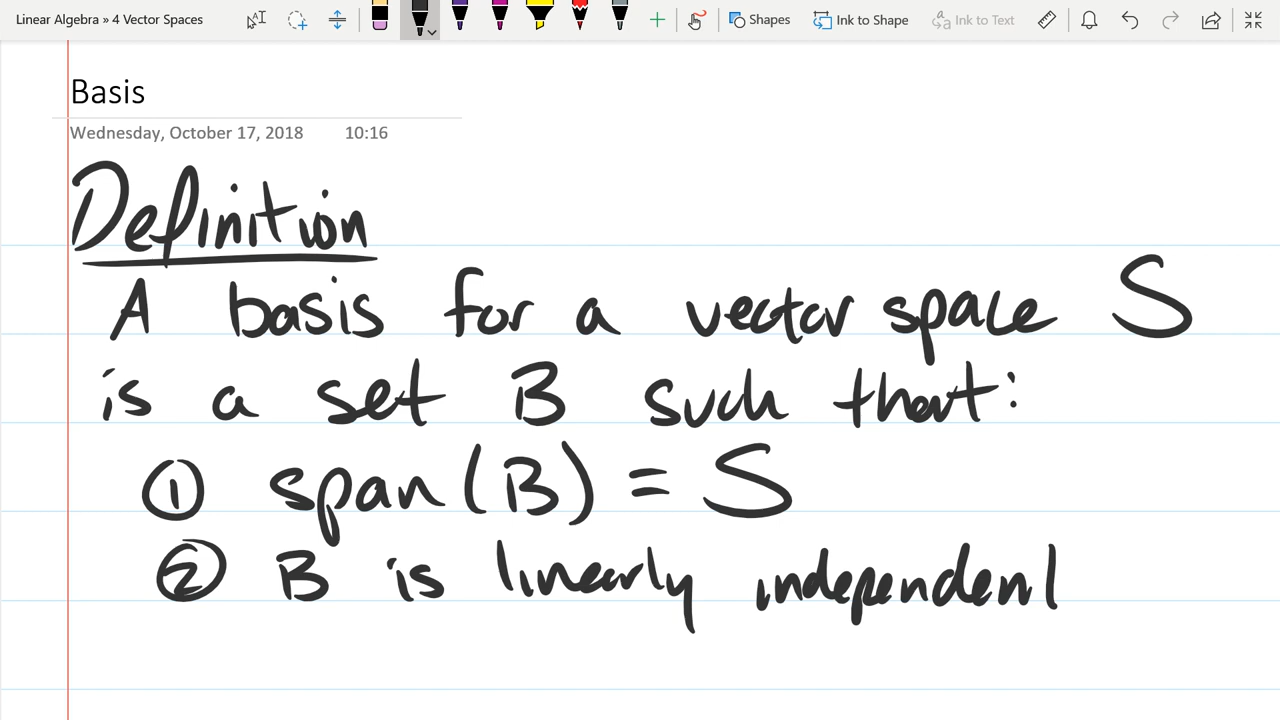 Linear Algebra » 4 Vector Spaces
Shapes
Ink to Shape
Ink to Text
Basis
Wednesday, October 17, 2018 10:16
Definition
A basis for a vector space S
is a set B such that:
① span(B) = S
② B is linearly independent